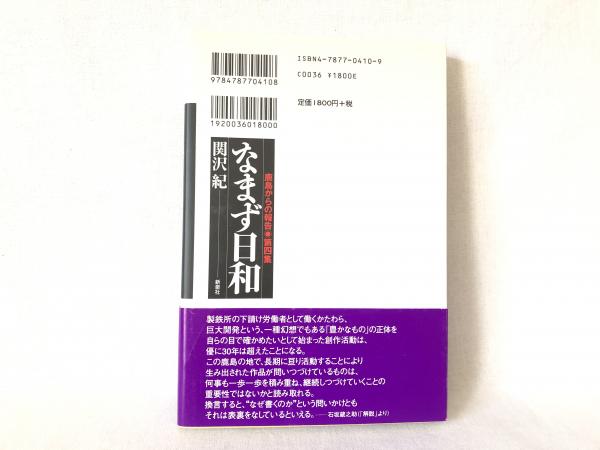 ISBN4-7877-0410-9
C0036 ¥1800E
定価1800円+税
9784787704108
1920036018000
鹿島からの報告●第四集
なまず日和
関沢紀
新泉社
製鉄所の下請け労働者として働くかたわら、
巨大開発という、一種幻想でもある「豊かなもの」の正体を
自らの目で確かめたいとして始まった創作活動は、
優に30年は超えたことになる。
この鹿島の地で、長期に亘り活動することにより
生み出された作品が問いつづけているものは、
何事も一歩一歩を積み重ね、継続しつづけていくことの
重要性ではないかと読み取れる。
換言すると、“なぜ書くのか”という問いかけとも
それは表裏をなしているといえる。――石垣蔵之助(「解説」より)